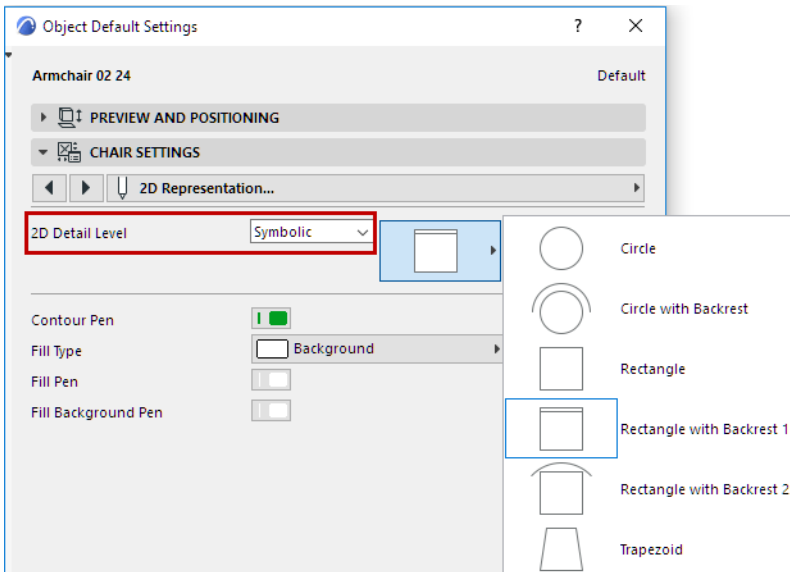 Object Default Settings ?
Armchair 02 24 Default
PREVIEW AND POSITIONING
CHAIR SETTINGS
2D Representation...
2D Detail Level Symbolic
Circle
Circle with Backrest
Rectangle
Rectangle with Backrest 1
Rectangle with Backrest 2
Trapezoid
Contour Pen
Fill Type Background
Fill Pen
Fill Background Pen